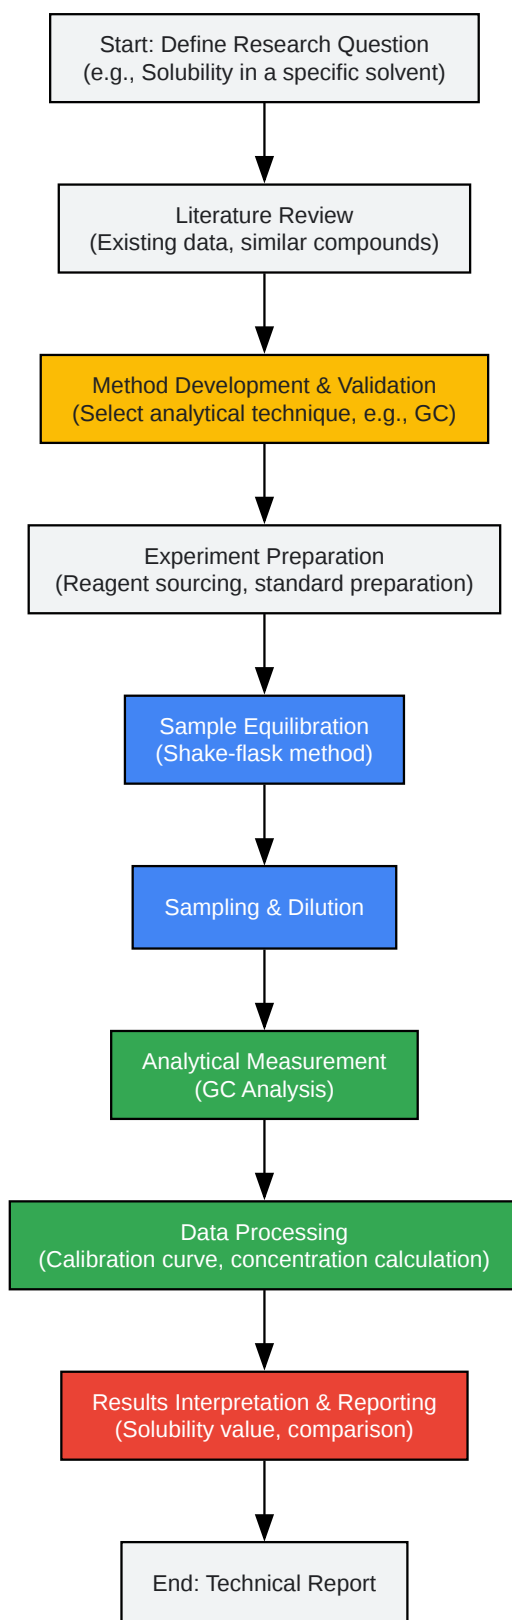 Start: Define Research Question
(e.g., Solubility in a specific solvent)
Literature Review
(Existing data, similar compounds)
Method Development & Validation
(Select analytical technique, e.g., GC)
Experiment Preparation
(Reagent sourcing, standard preparation)
Sample Equilibration
(Shake-flask method)
Sampling & Dilution
Analytical Measurement
(GC Analysis)
Data Processing
(Calibration curve, concentration calculation)
Results Interpretation & Reporting
(Solubility value, comparison)
End: Technical Report